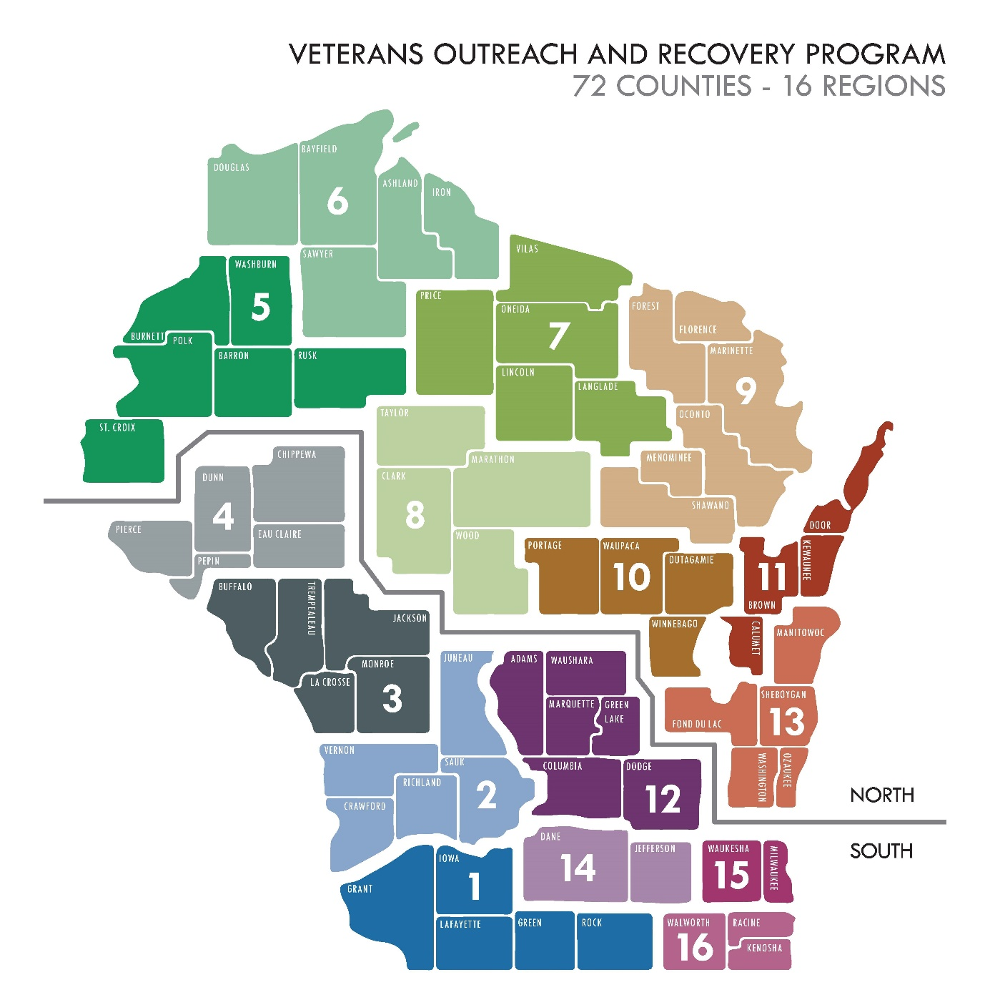 VETERANS OUTREACH AND RECOVERY PROGRAM
72 COUNTIES - 16 REGIONS
BAYFIELD
DOUGLAS
ASHLAND
IRON
6
SAWYER
VILAS
WASHBURN
5
PRICE
ONEIDA
FOREST
FLORENCE
BURNETT
POLK
7
MARINETTE
BARRON
RUSK
LINCOLN
LANGLADE
9
TAYLOR
OCONTO
ST. CROIX
CHIPPEWA
MARATHON
MENOMINEE
DUNN
CLARK
4
8
SHAWANO
PIERCE
EAU CLAIRE
WOOD
DOOR
PORTAGE
WAUPACA
OUTAGAMIE
KEWAUNEE
PEPIN
10
11
BUFFALO
TREMPEALEAU
BROWN
JACKSON
WINNEBAGO
CALUMET
MANITOWOC
JUNEAU
ADAMS
WAUSHARA
MONROE
LA CROSSE
3
MARQUETTE
GREEN
LAKE
SHEBOYGAN
13
FOND DU LAC
VERNON
SAUK
COLUMBIA
DODGE
WASHINGTON
OZAUKEE
RICHLAND
2
12
CRAWFORD
NORTH
SOUTH
DANE
JEFFERSON
WAUKESHA
MILWAUKEE
14
15
IOWA
1
GRANT
LAFAYETTE
GREEN
ROCK
WALWORTH
16
RACINE
KENOSHA